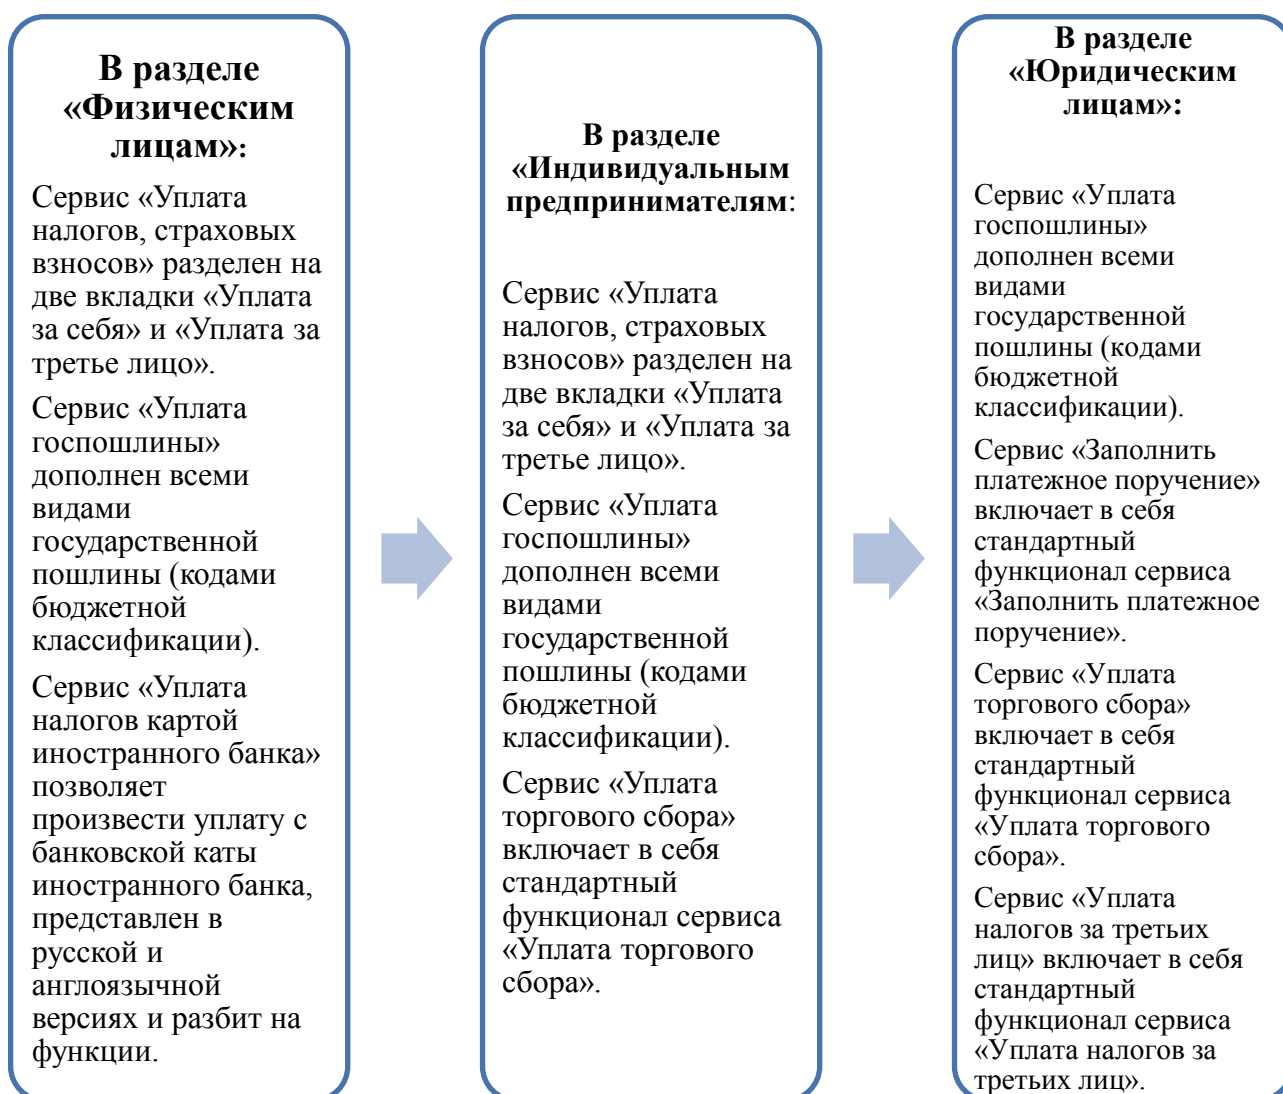 В разделе
«Физическим
лицам»:
Сервис «Уплата
налогов, страховых
взносов» разделен на
две вкладки «Уплата
за себя» и «Уплата за
третье лицо».
Сервис «Уплата
госпошлины»
дополнен всеми
видами
государственной
пошлины (кодами
бюджетной
классификации).
Сервис «Уплата
налогов картой
иностранного банка»
позволяет
произвести уплату с
банковской каты
иностранного банка,
представлен в
русской и
англоязычной
версиях и разбит на
функции.
В разделе
«Индивидуальным
предпринимателям:
Сервис «Уплата
налогов, страховых
взносов» разделен на
две вкладки «Уплата
за себя» и «Уплата за
третье лицо».
Сервис «Уплата
госпошлины»
дополнен всеми
видами
государственной
пошлины (кодами
бюджетной
классификации).
Сервис «Уплата
торгового сбора»
включает в себя
стандартный
функционал сервиса
«Уплата торгового
сбора».
В разделе
«Юридическим
лицам»:
Сервис «Уплата
госпошлины»
дополнен всеми
видами
государственной
пошлины (кодами
бюджетной
классификации).
Сервис «Заполнить
платежное поручение»
включает в себя
стандартный
функционал сервиса
«Заполнить платежное
поручение».
Сервис «Уплата
торгового сбора»
включает в себя
стандартный
функционал сервиса
«Уплата торгового
сбора».
Сервис «Уплата
налогов за третьих
лиц» включает в себя
стандартный
функционал сервиса
«Уплата налогов за
третьих лиц».